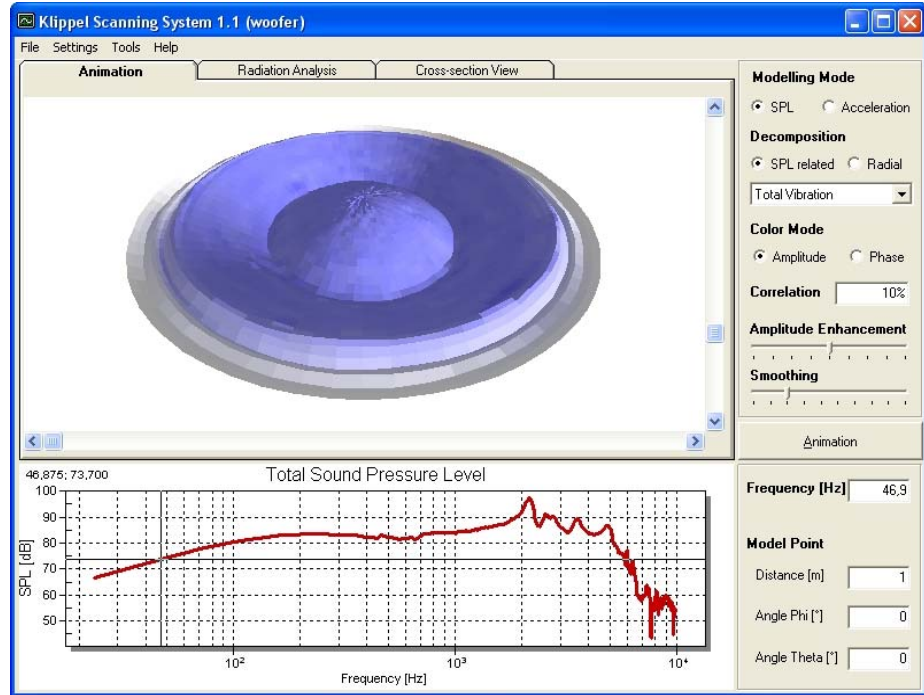 Klippel Scanning System 1.1 (woofer)
File Settings Tools Help
Animation Radiation Analysis Cross-section View
Modelling Mode
SPL Acceleration
Decomposition
SPL related Radial
Total Vibration
Color Mode
Amplitude Phase
Correlation 10%
Amplitude Enhancement
Smoothing
Animation
46,875; 73,700
Total Sound Pressure Level
100
90
80
70
60
50
SPL [dB]
10² 10³ 10⁴
Frequency [Hz]
Frequency [Hz] 46,9
Model Point
Distance [m] 1
Angle Phi [°] 0
Angle Theta [°] 0